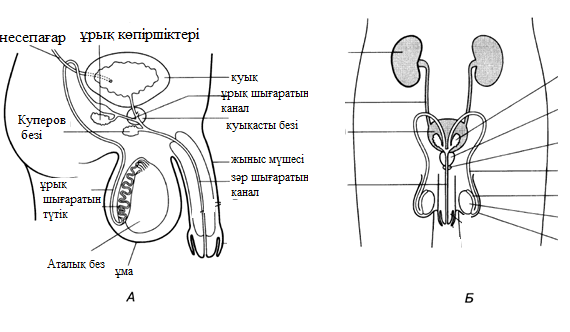 несепағар
ұрық көпіршіктері
қуық
ұрық шығаратын
канал
қуықасты безі
Куперов
безі
жыныс мүшесі
зәр шығаратын
канал
ұрық
шығаратын
түтік
Аталық без
ұма
А
Б